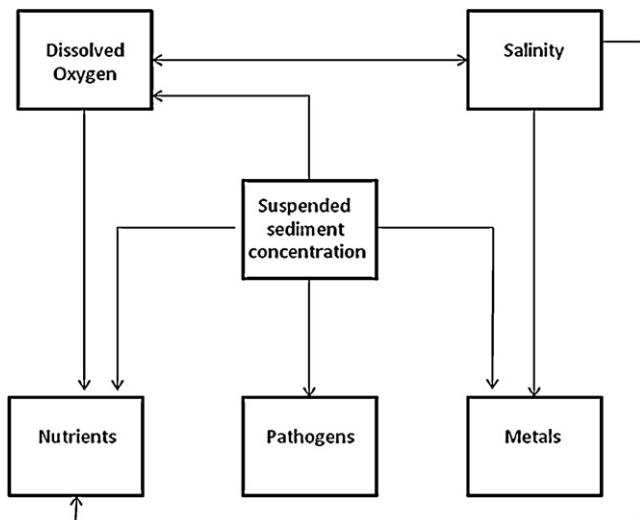 Dissolved
Oxygen
Salinity
Suspended
sediment
concentration
Nutrients
Pathogens
Metals